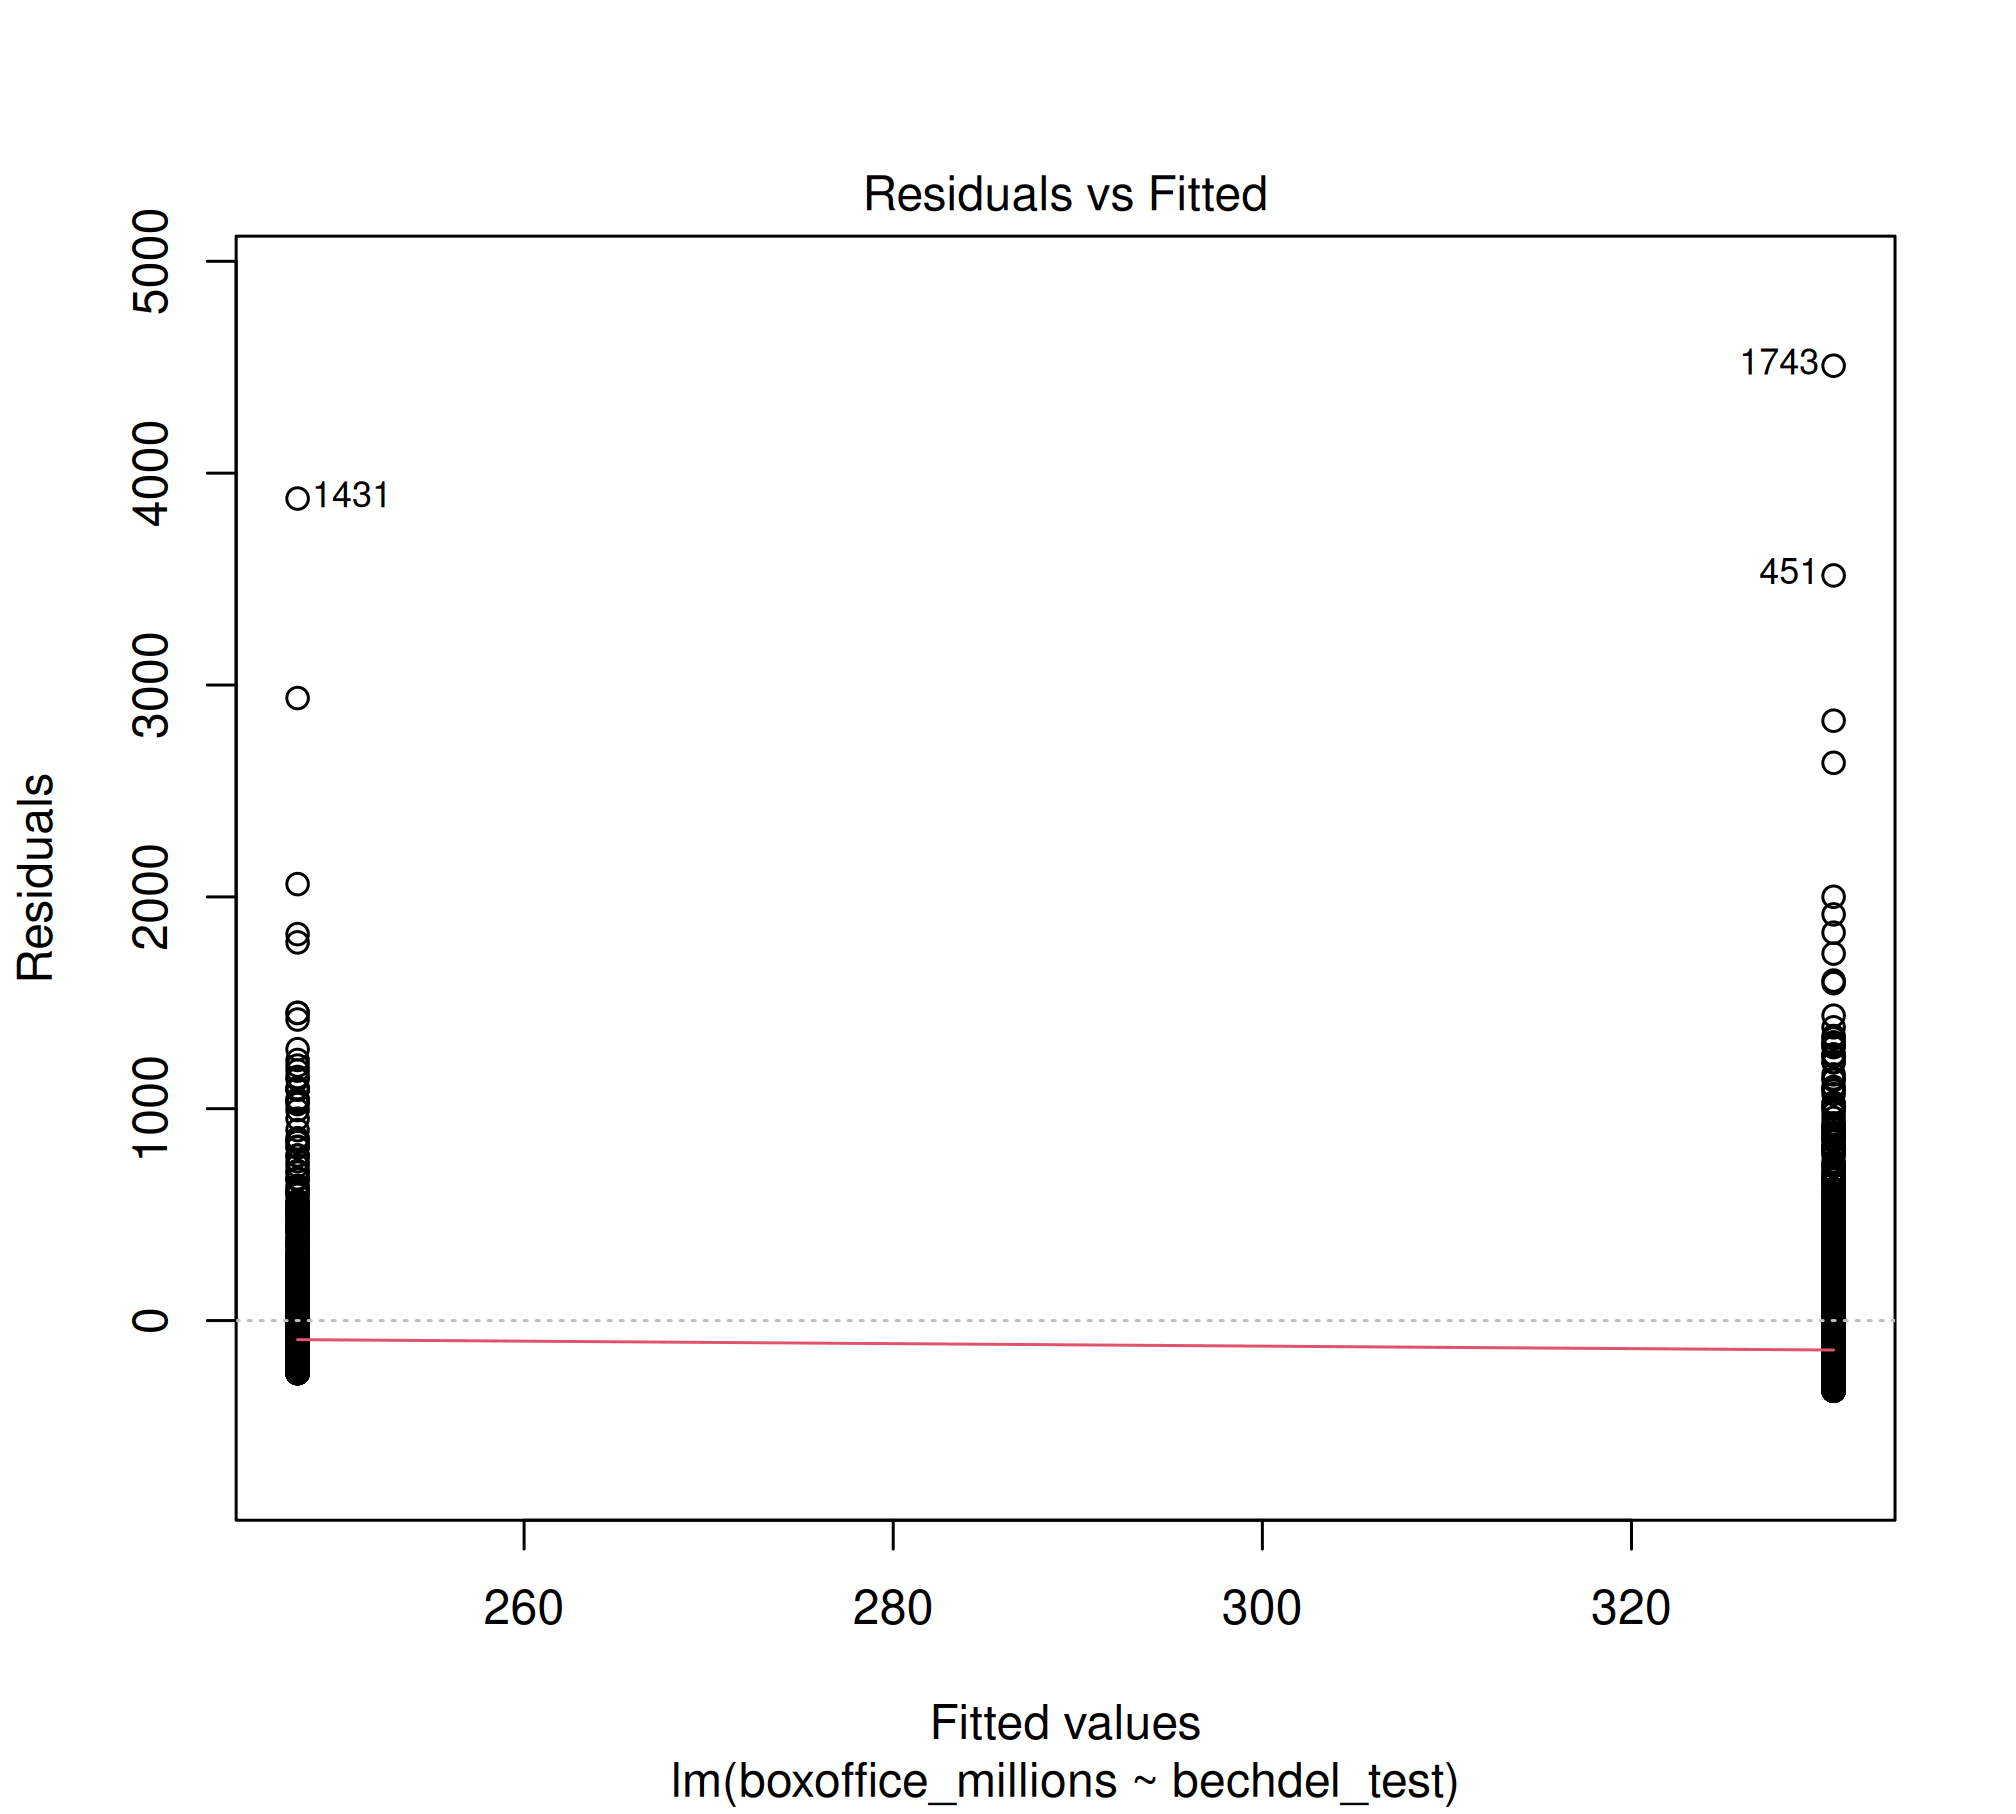 Residuals vs Fitted
5000
4000
3000
2000
1000
0
Residuals
1743
1431
451
260 280 300 320
Fitted values
lm(boxoffice_millions ~ bechdel_test)